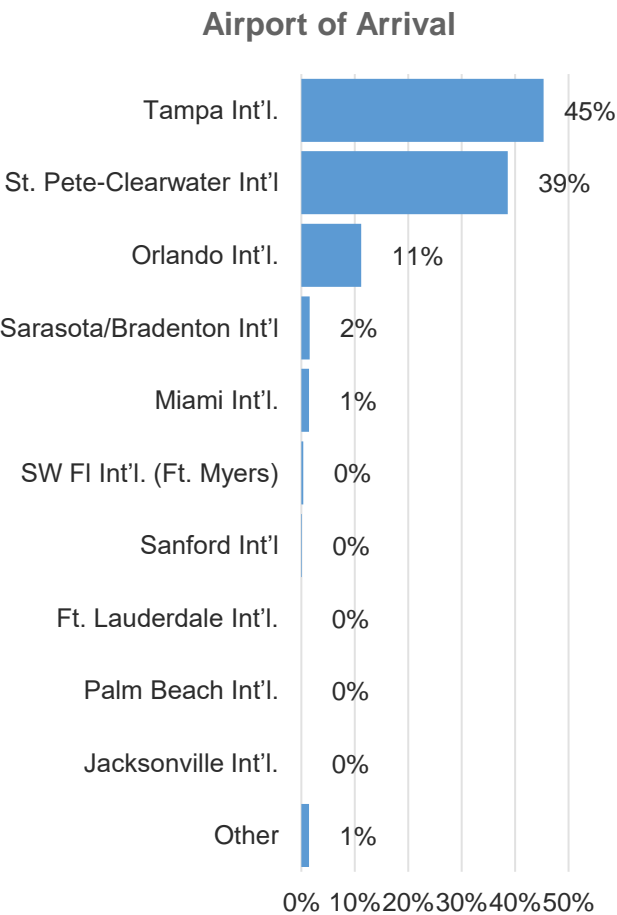 Airport of Arrival
Tampa Int’l. 45%
St. Pete-Clearwater Int’l 39%
Orlando Int’l. 11%
Sarasota/Bradenton Int’l 2%
Miami Int’l. 1%
SW Fl Int’l. (Ft. Myers) 0%
Sanford Int’l 0%
Ft. Lauderdale Int’l. 0%
Palm Beach Int’l. 0%
Jacksonville Int’l. 0%
Other 1%
0% 10% 20% 30% 40% 50%